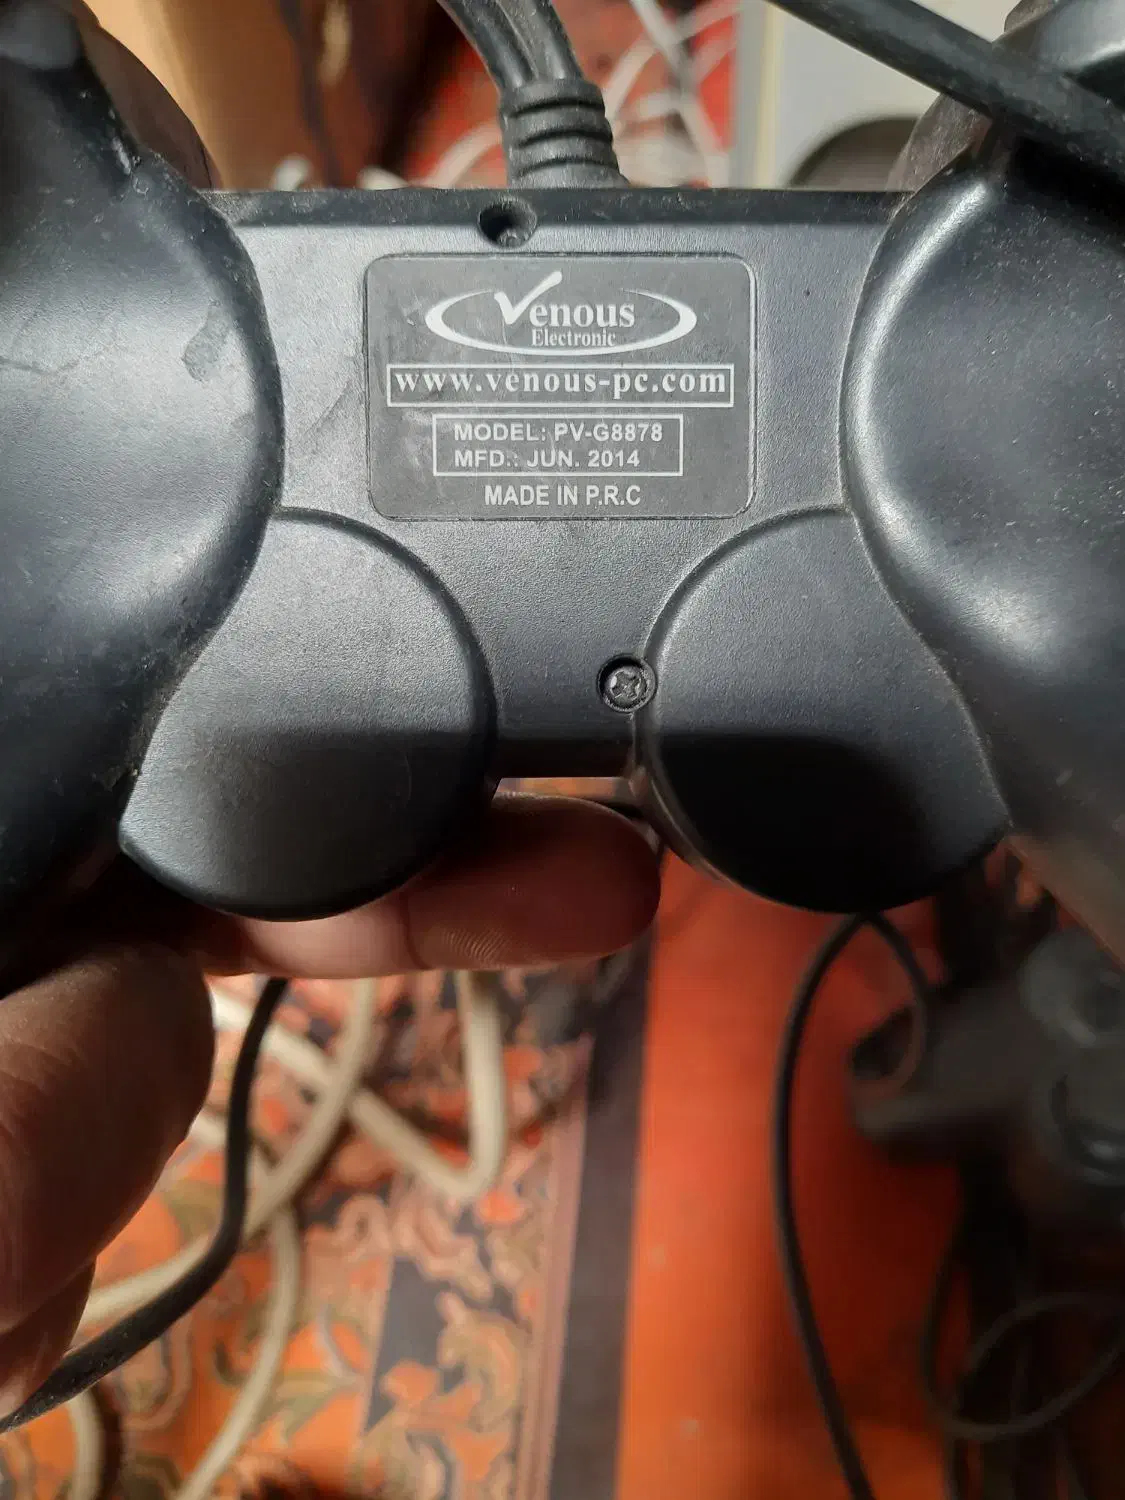 Venous
Electronic
www.venous-pc.com
MODEL: PV-G8878
MFD.: JUN. 2014
MADE IN P.R.C